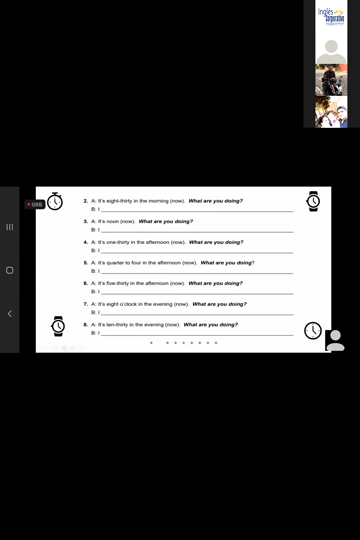 inglés
corporativo
GRB
2. A: It's eight-thirty in the morning (now). What are you doing?
B: I
3. A: It's noon (now). What are you doing?
B: I
4. A: It's one-thirty in the afternoon (now). What are you doing?
B: I
5. A: It's quarter to four in the afternoon (now). What are you doing?
B: I
6. A: It's five-thirty in the afternoon (now). What are you doing?
B: I
7. A: It's eight o'clock in the evening (now). What are you doing?
B: I
8. A: It's ten-thirty in the evening (now). What are you doing?
B: I